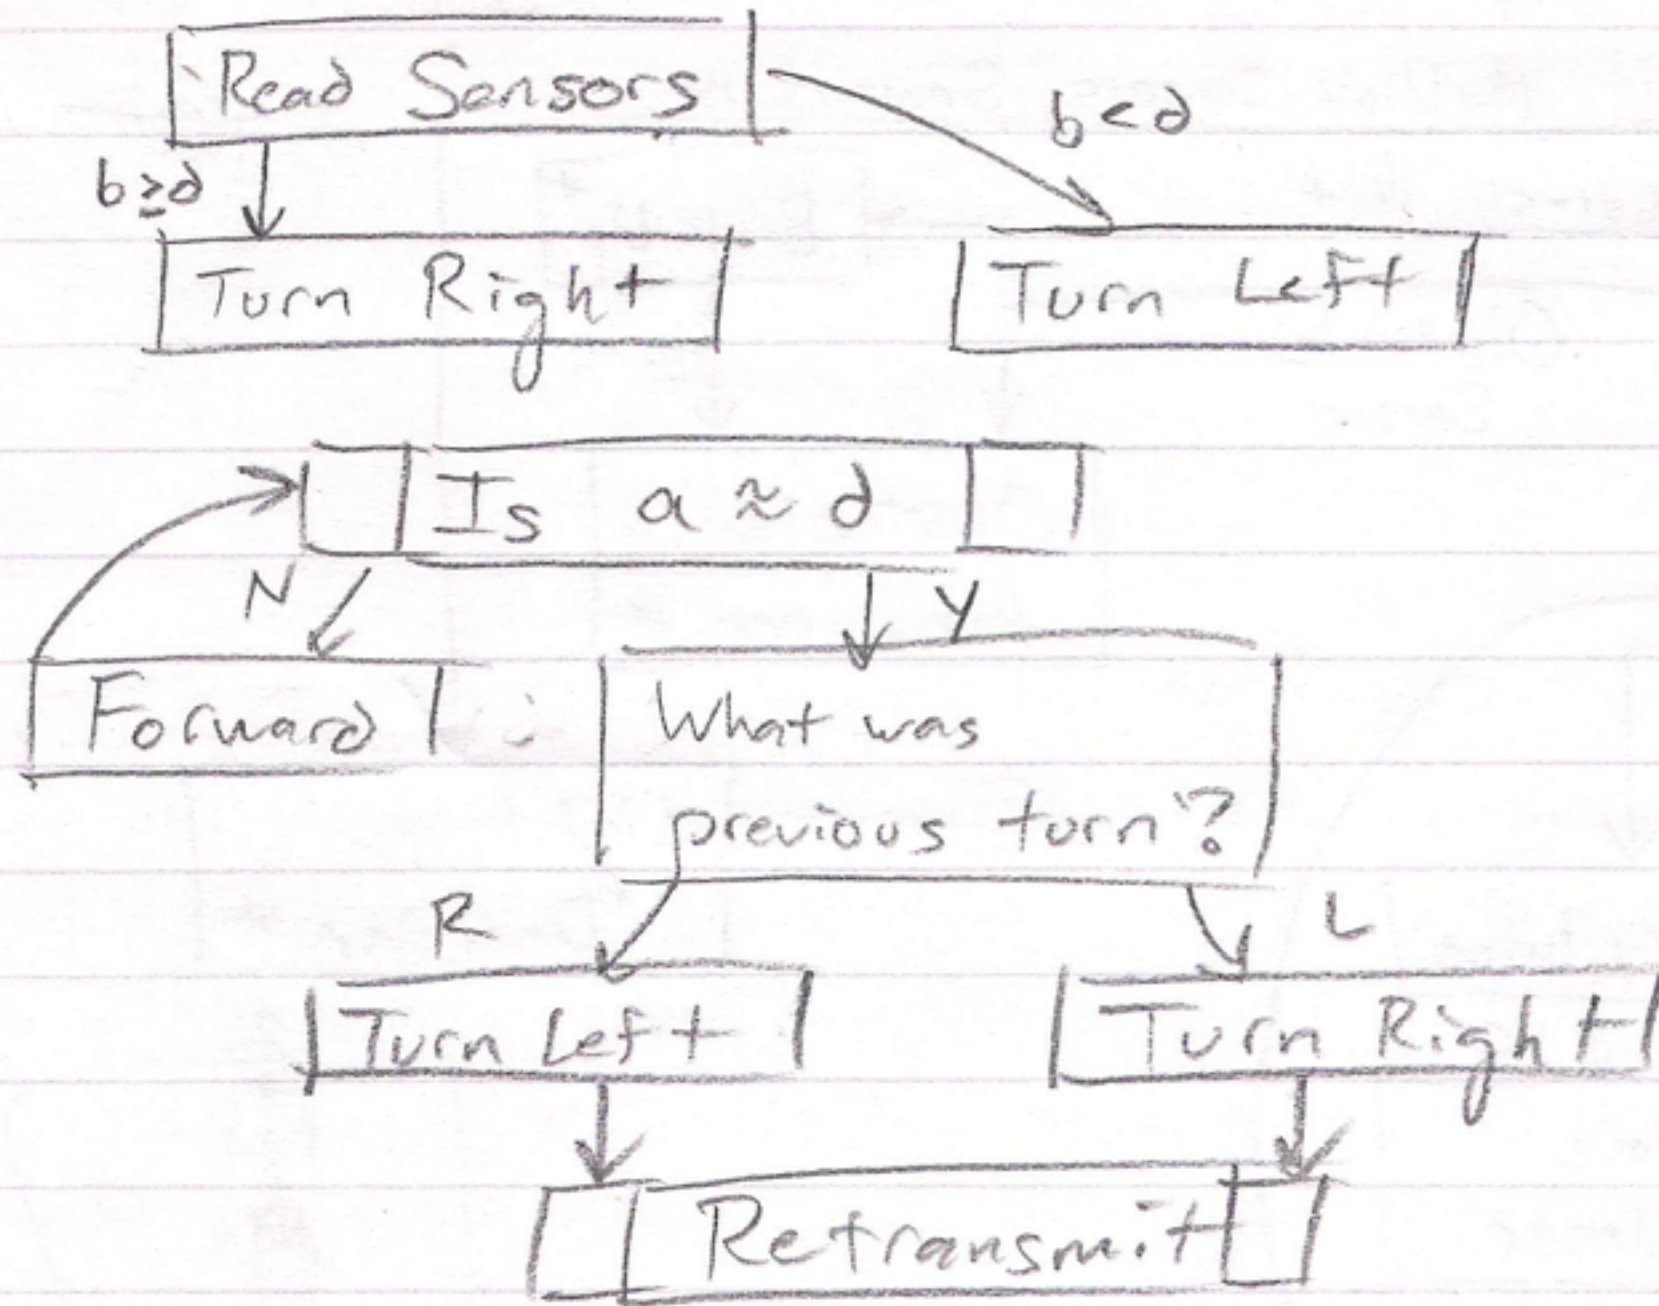 Read Sensors
b<d
b≥d
Turn Right
Turn Left
Is a ≈ d
N
Y
Forward
What was
previous turn?
R
L
Turn Left
Turn Right
Retransmit